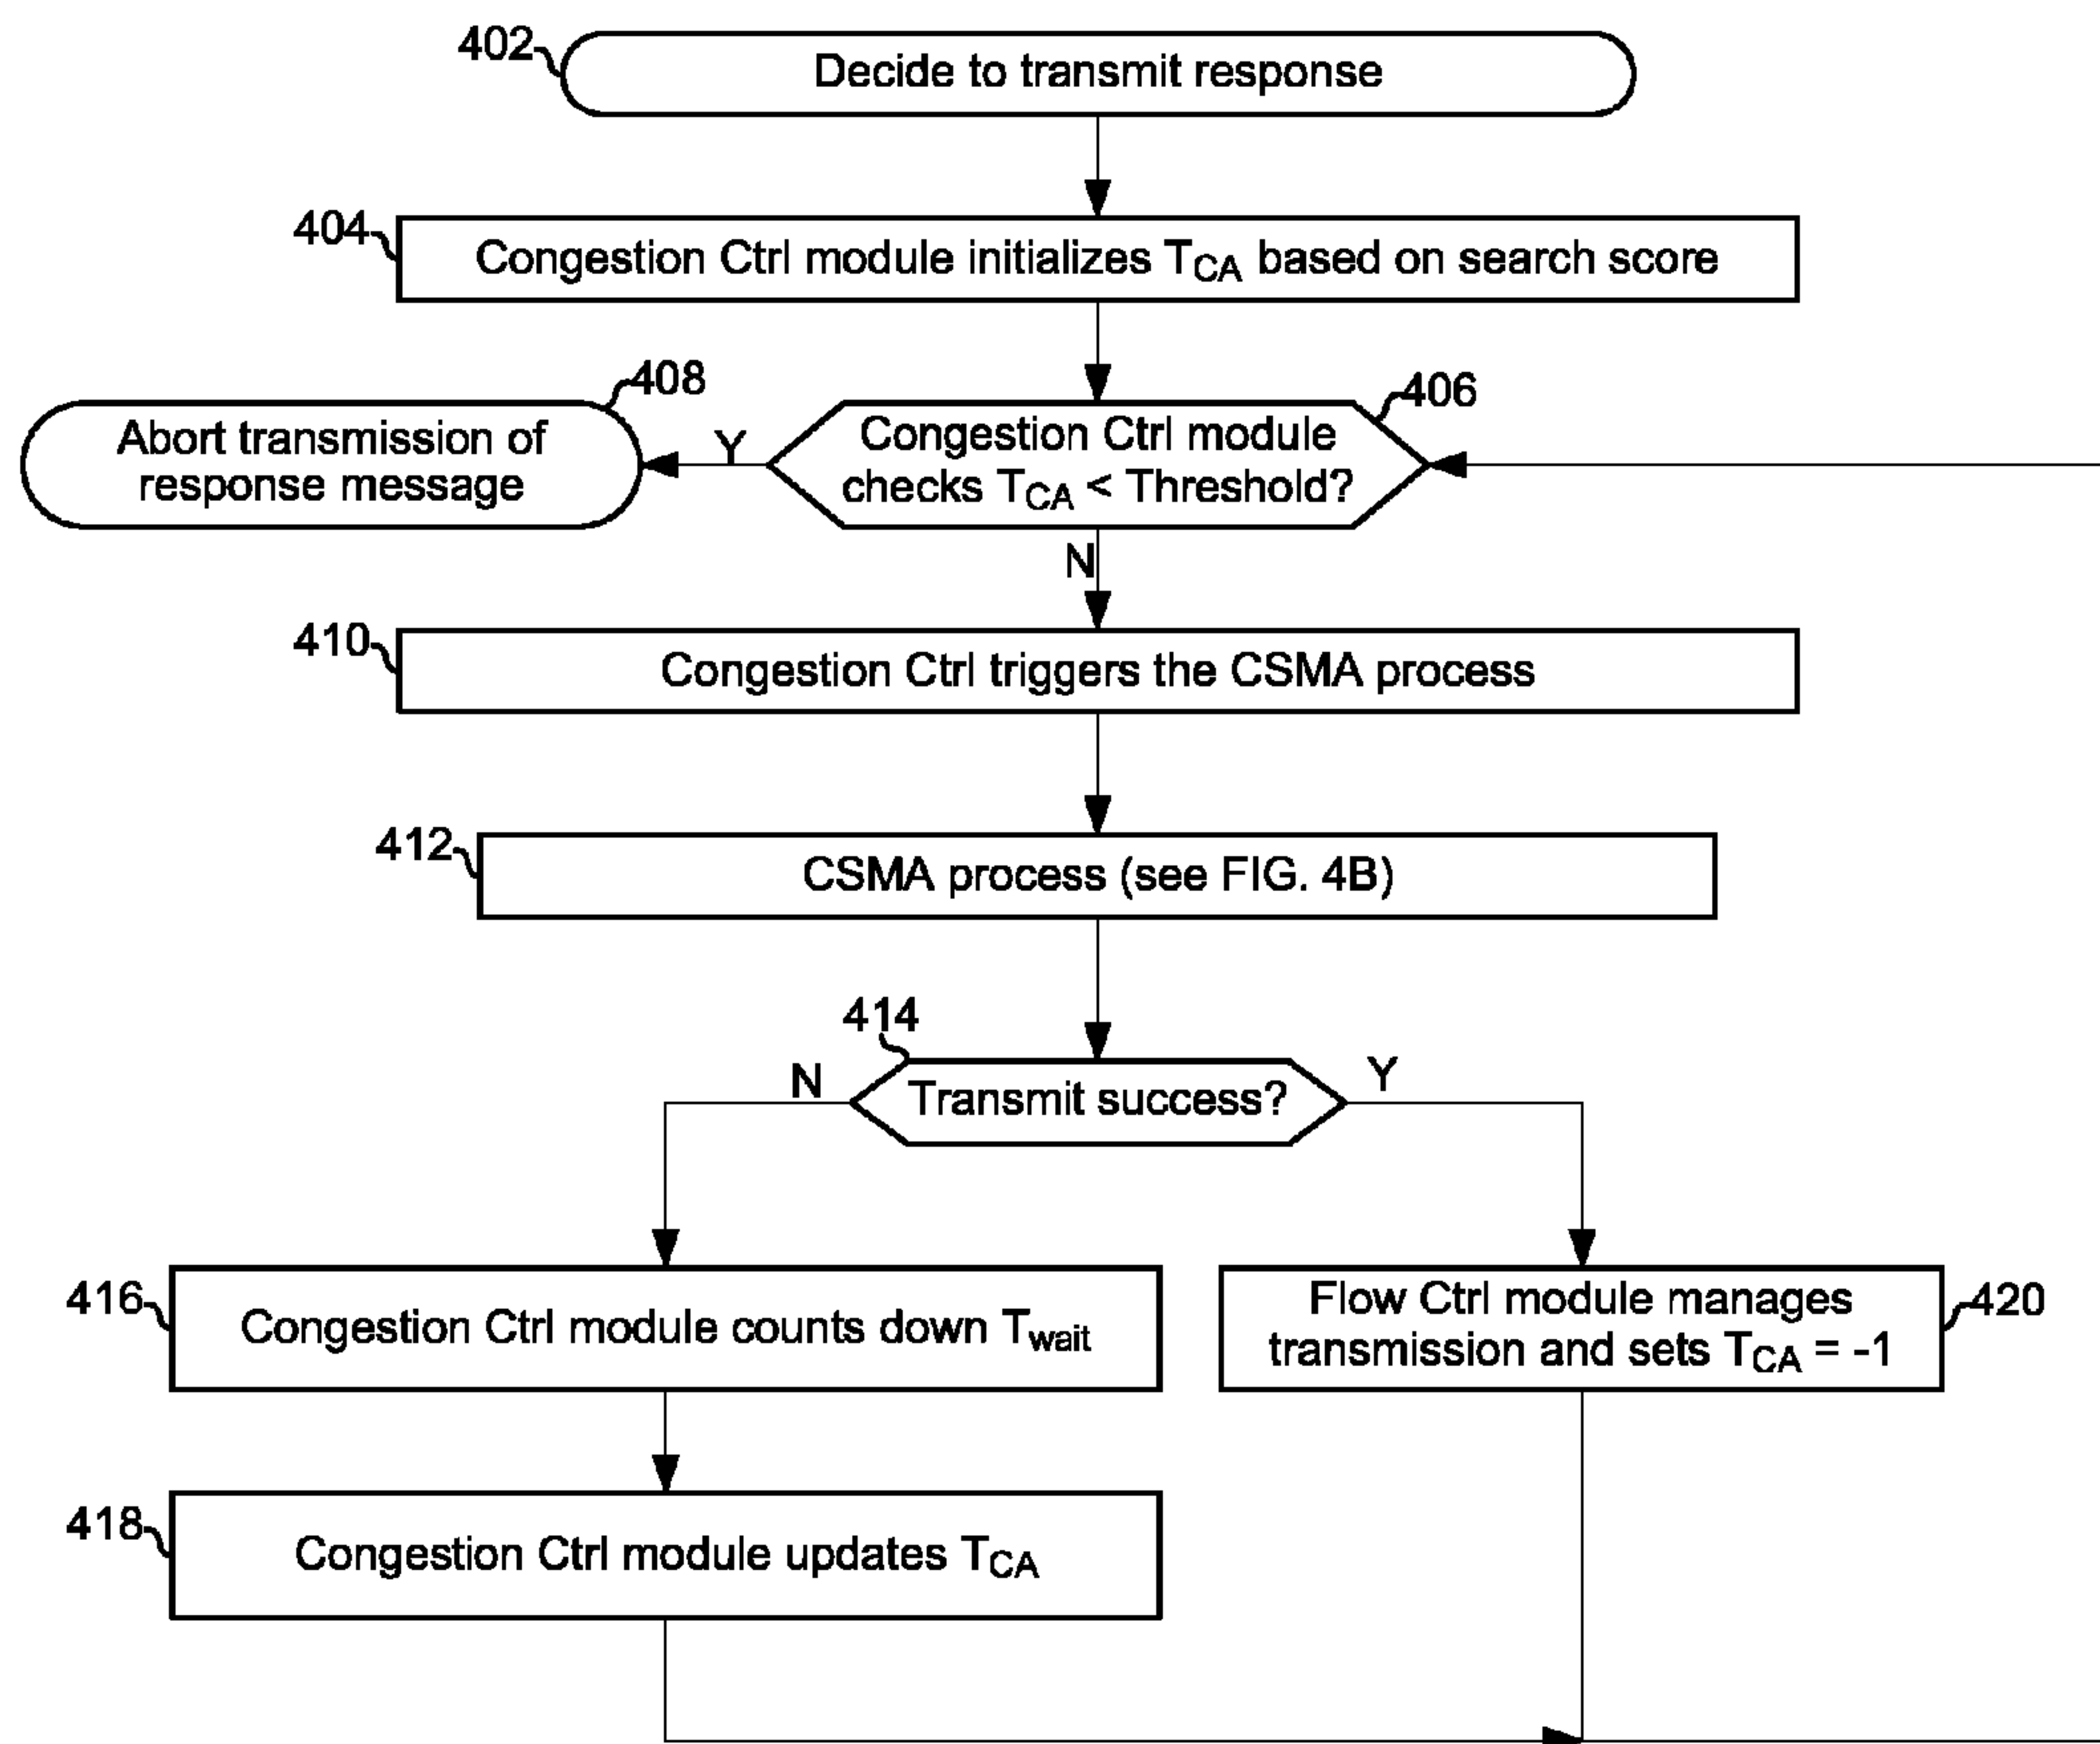 402
Decide to transmit response
404
Congestion Ctrl module initializes TCA based on search score
408
406
Abort transmission of
response message
Y
Congestion Ctrl module
checks TCA < Threshold?
N
410
Congestion Ctrl triggers the CSMA process
412
CSMA process (see FIG. 4B)
414
N
Transmit success?
Y
416
Congestion Ctrl module counts down Twait
Flow Ctrl module manages
transmission and sets TCA = -1
420
418
Congestion Ctrl module updates TCA